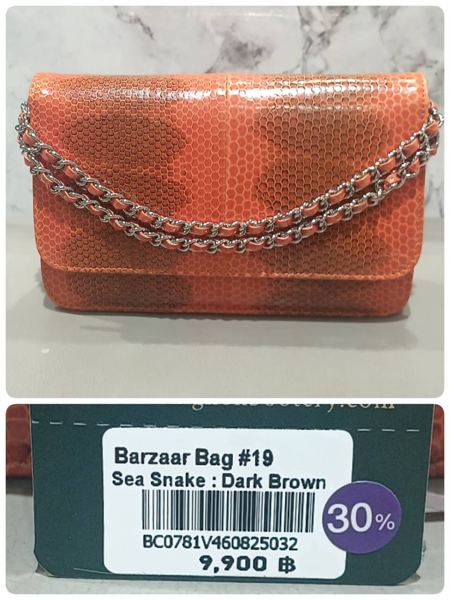 Barzaar Bag #19
Sea Snake : Dark Brown
BC0781V460825032
9,900 ฿
30%